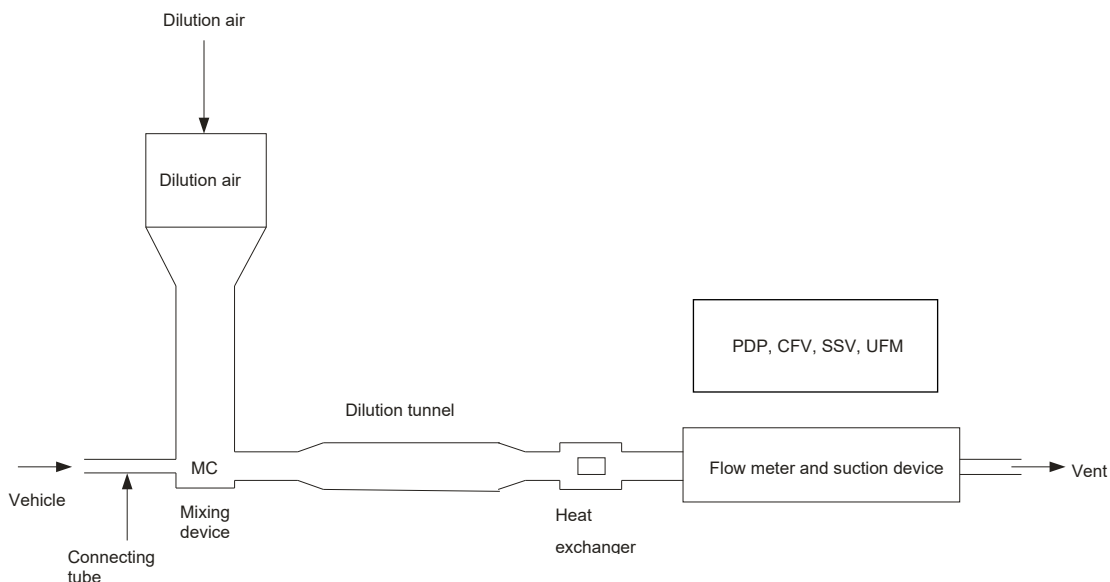 Dilution air
Dilution air
PDP, CFV, SSV, UFM
Dilution tunnel
MC
Flow meter and suction device
Vent
Vehicle
Mixing
device
Heat
exchanger
Connecting
tube